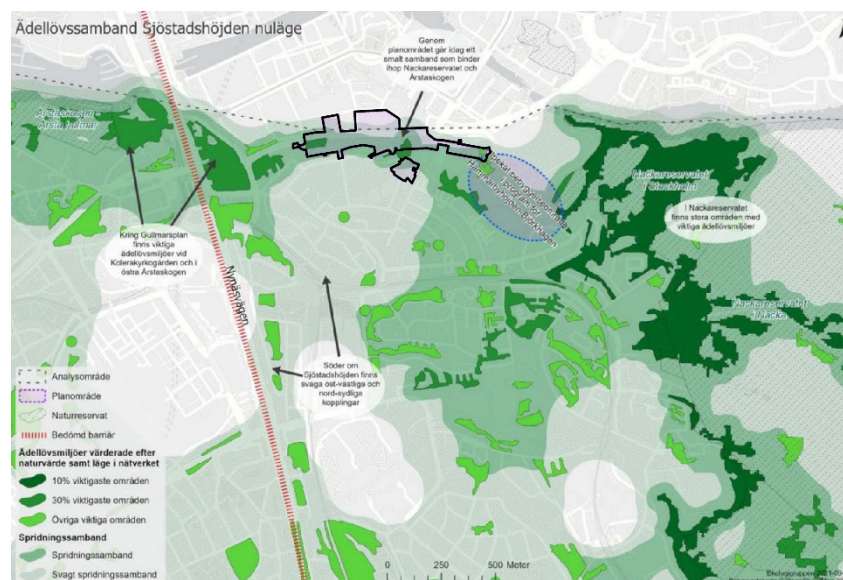 Ädellövssamband Sjöstadshöjden nuläge
Genom
planområdet går idag ett
smalt samband som binder
ihop Nackareservatet och
Årstaskogen
Årstaskogen -
Årsta holmar
Nackareservatet
i Stockholm
I Nackareservatet
finns stora områden med
viktiga ädellövsmiljöer
Kring Gullmarsplan
finns viktiga
ädellövsmiljöer vid
Kolerakyrkogården och i
östra Årstaskogen
Nynäsvägen
Nackareservatet
i Nacka
Söder om
Sjöstadshöjden finns
svaga öst-västliga och
nord-sydliga
kopplingar
Analysområde
Planområde
Naturreservat
Bedömd barriär
Ädellövsmiljöer värderade efter
naturvärde samt läge i nätverket
10% viktigaste områden
30% viktigaste områden
Övriga viktiga områden
Spridningssamband
Spridningssamband
Svagt spridningssamband
0 250 500 Meter